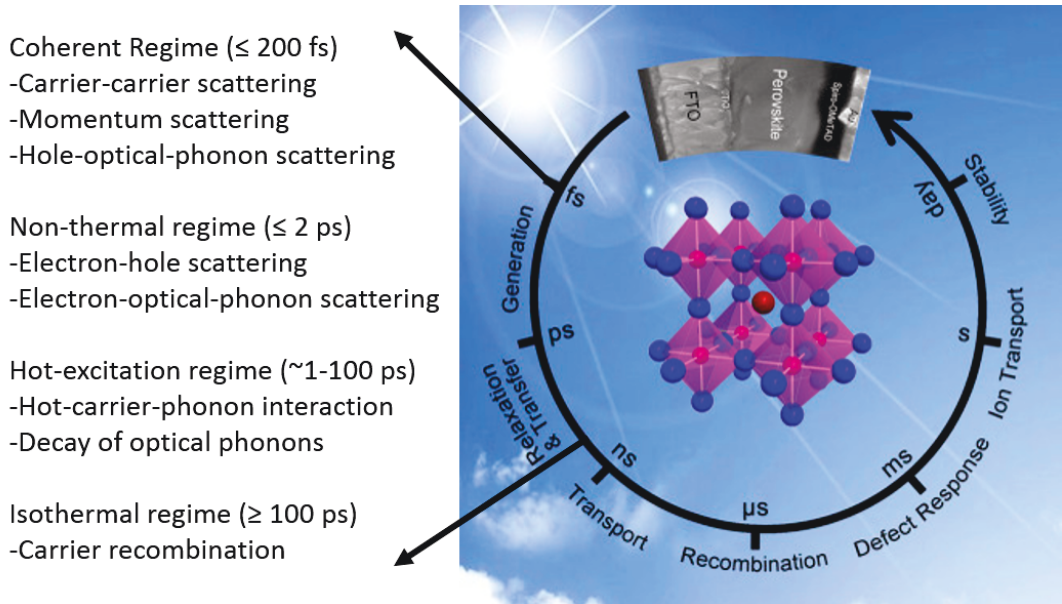 Coherent Regime (≤ 200 fs)
-Carrier-carrier scattering
-Momentum scattering
-Hole-optical-phonon scattering
Non-thermal regime (≤ 2 ps)
-Electron-hole scattering
-Electron-optical-phonon scattering
Hot-excitation regime (~1-100 ps)
-Hot-carrier-phonon interaction
-Decay of optical phonons
Isothermal regime (≥ 100 ps)
-Carrier recombination
FTO
Perovskite
Spiro-OMeTAD
Au
fs
Generation
ps
Relaxation
& Transfer
ns
Transport
µs
Recombination
ms
Defect Response
s
Ion Transport
day
Stability